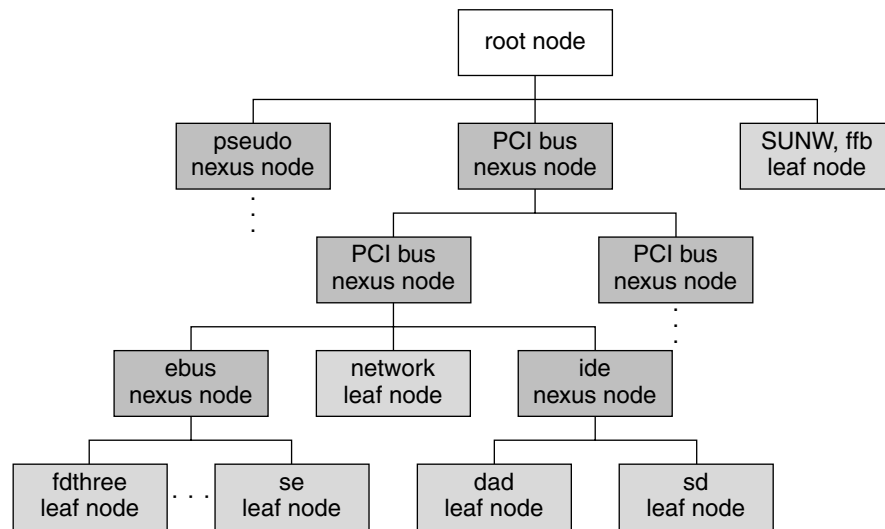 root node
pseudo
nexus node
PCI bus
nexus node
SUNW, ffb
leaf node
PCI bus
nexus node
PCI bus
nexus node
ebus
nexus node
network
leaf node
ide
nexus node
fdthree
leaf node
. . .
se
leaf node
dad
leaf node
sd
leaf node